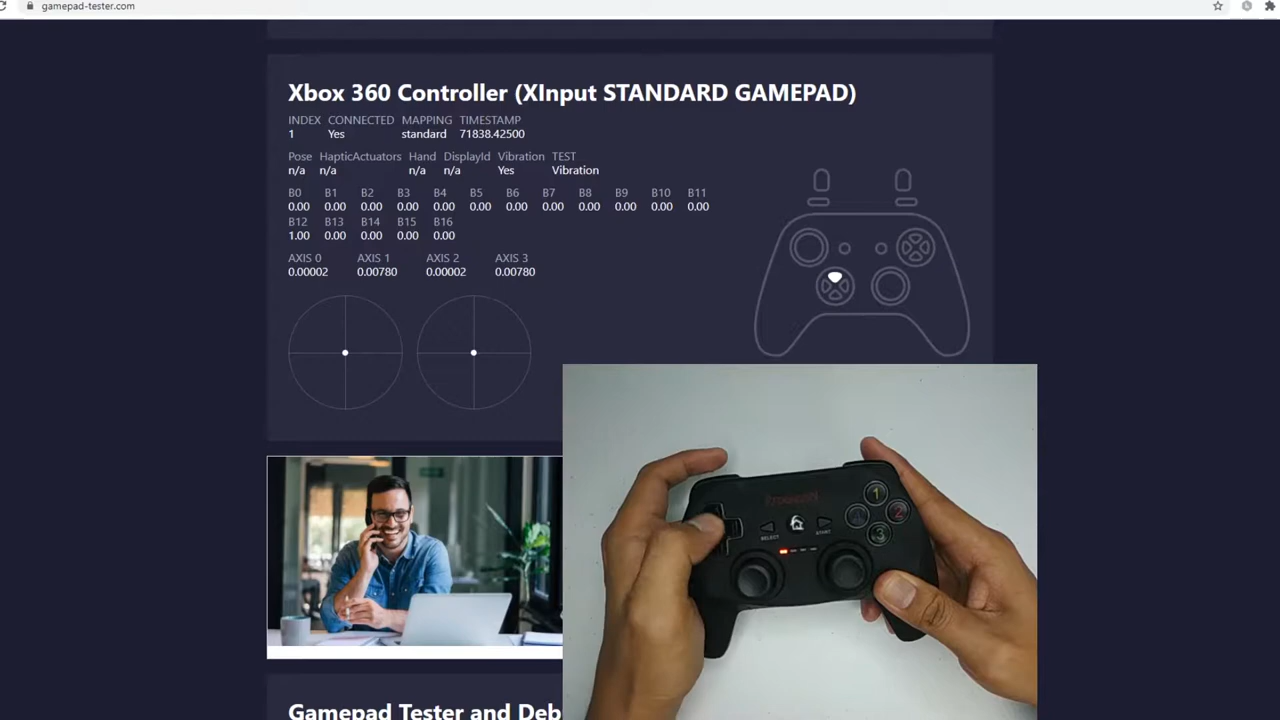 gamepad-tester.com
Xbox 360 Controller (XInput STANDARD GAMEPAD)
INDEX CONNECTED MAPPING TIMESTAMP
1 Yes standard 71838.42500
Pose HapticActuators Hand DisplayId Vibration TEST
n/a n/a n/a n/a Yes Vibration
B0 B1 B2 B3 B4 B5 B6 B7 B8 B9 B10 B11
0.00 0.00 0.00 0.00 0.00 0.00 0.00 0.00 0.00 0.00 0.00 0.00
B12 B13 B14 B15 B16
1.00 0.00 0.00 0.00 0.00
AXIS 0 AXIS 1 AXIS 2 AXIS 3
0.00002 0.00780 0.00002 0.00780
REDRAGON
1
2
3
SELECT START
Gamepad Tester and Deb